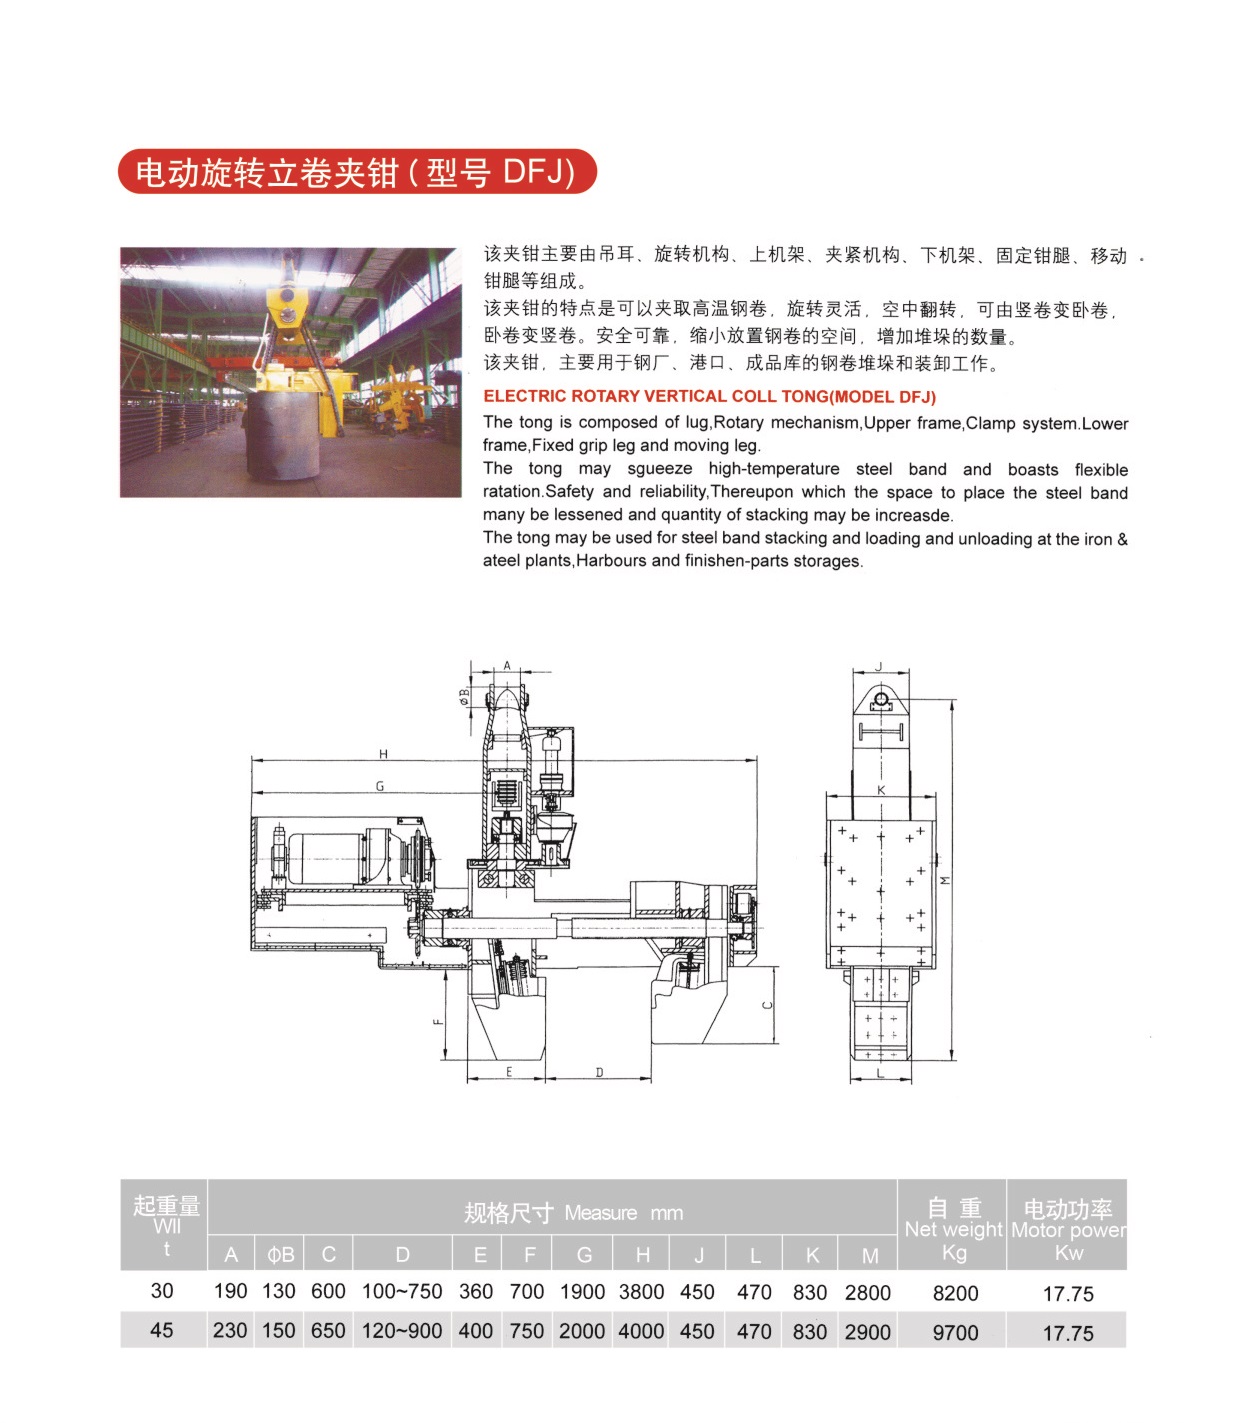 电动旋转立卷夹钳(型号 DFJ)
该夹钳主要由吊耳、旋转机构、上机架、夹紧机构、下机架、固定钳腿、移动
钳腿等组成。
该夹钳的特点是可以夹取高温钢卷，旋转灵活，空中翻转，可由竖卷变卧卷，
卧卷变竖卷。安全可靠，缩小放置钢卷的空间，增加堆垛的数量。
该夹钳，主要用于钢厂、港口、成品库的钢卷堆垛和装卸工作。
ELECTRIC ROTARY VERTICAL COLL TONG(MODEL DFJ)
The tong is composed of lug,Rotary mechanism,Upper frame,Clamp system.Lower
frame,Fixed grip leg and moving leg.
The tong may sgueeze high-temperature steel band and boasts flexible
ratation.Safety and reliability,Thereupon which the space to place the steel band
many be lessened and quantity of stacking may be increasde.
The tong may be used for steel band stacking and loading and unloading at the iron &
ateel plants,Harbours and finishen-parts storages.
A
ΦB
H
G
F
E
D
C
J
K
M
L
起重量 规格尺寸 Measure mm 自 重 电动功率
WII Net weight Motor power
t A ΦB C D E F G H J L K M Kg Kw
30 190 130 600 100~750 360 700 1900 3800 450 470 830 2800 8200 17.75
45 230 150 650 120~900 400 750 2000 4000 450 470 830 2900 9700 17.75